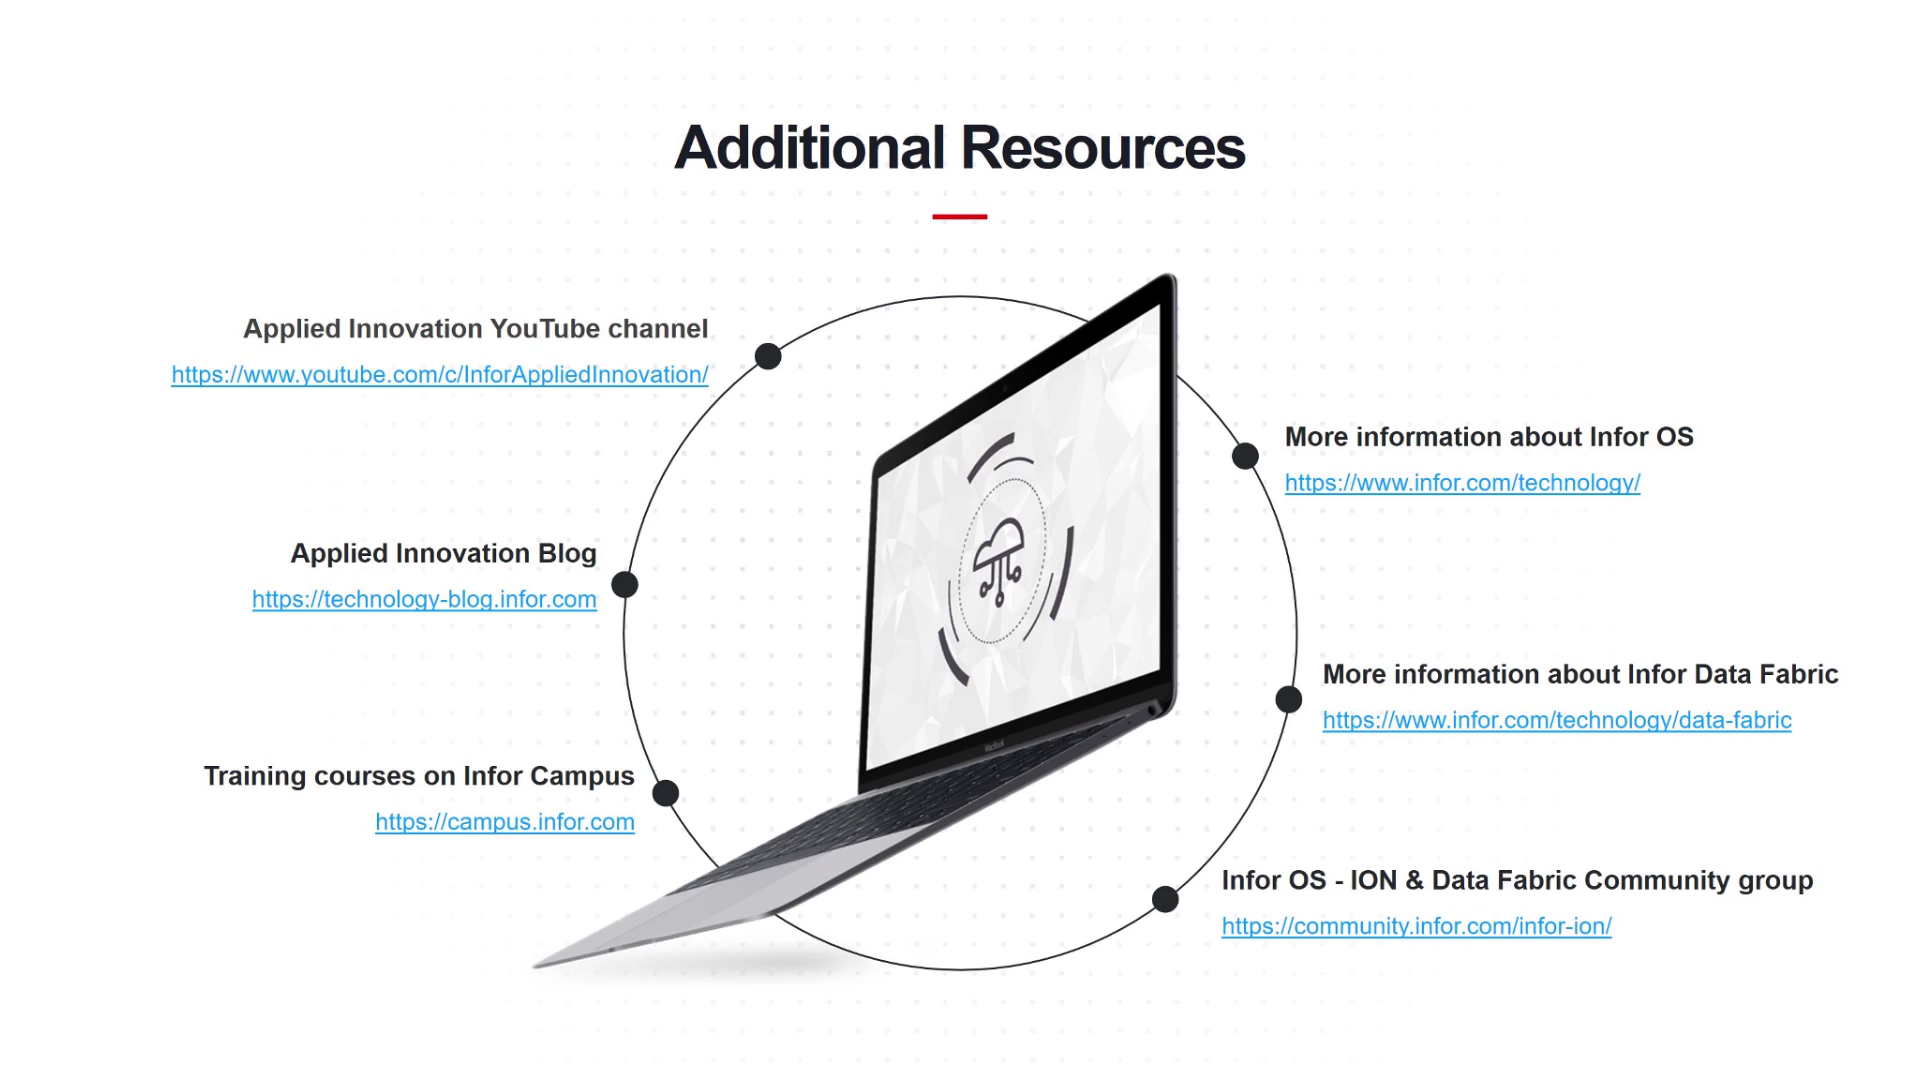 Additional Resources
Applied Innovation YouTube channel
https://www.youtube.com/c/InforAppliedInnovation/
Applied Innovation Blog
https://technology-blog.infor.com
Training courses on Infor Campus
https://campus.infor.com
More information about Infor OS
https://www.infor.com/technology/
More information about Infor Data Fabric
https://www.infor.com/technology/data-fabric
Infor OS - ION & Data Fabric Community group
https://community.infor.com/infor-ion/
MacBook